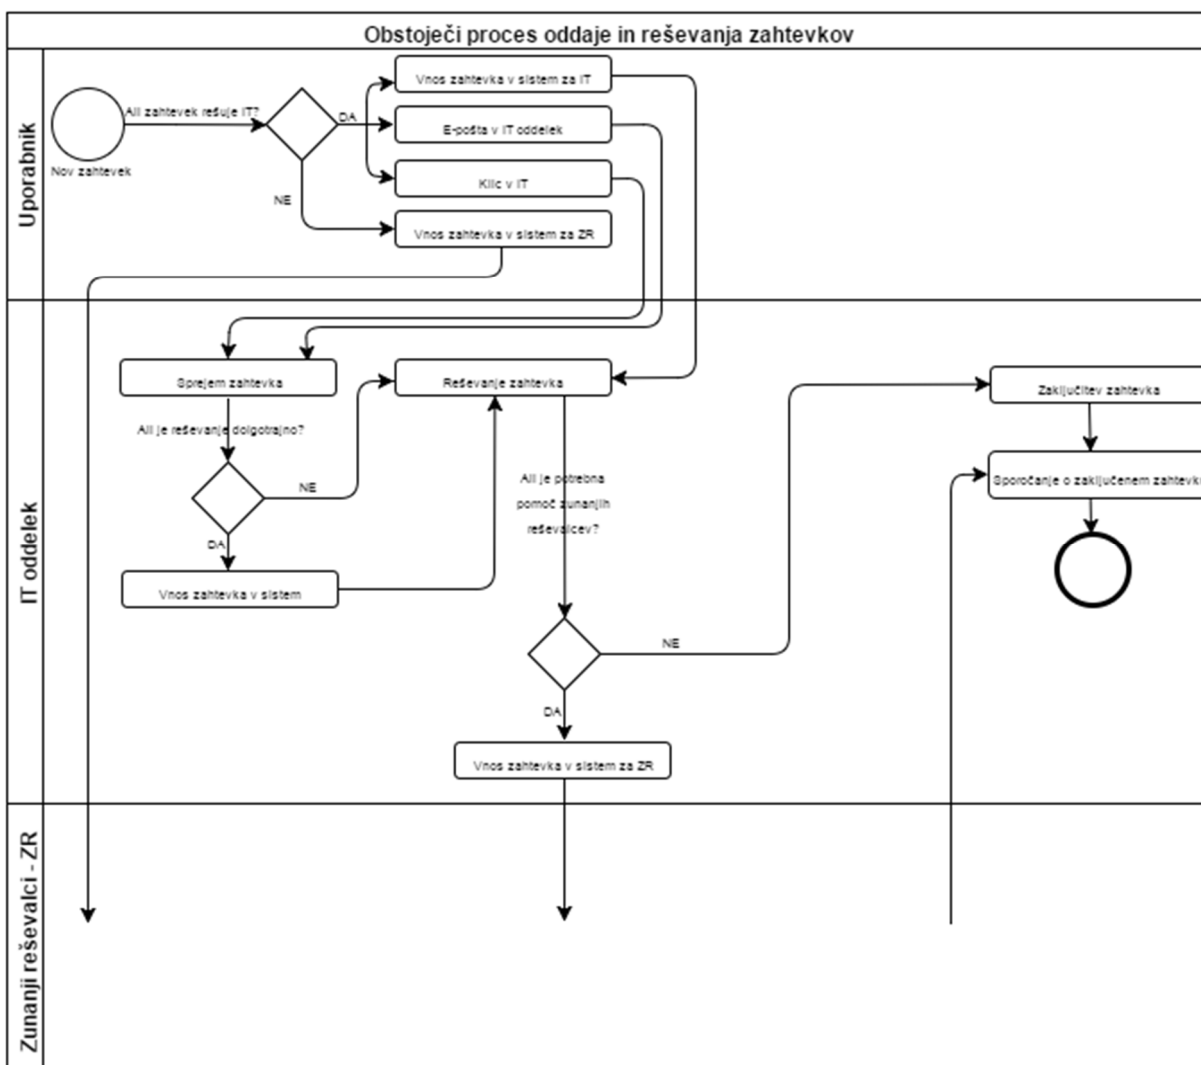 Obstoječi proces oddaje in reševanja zahtevkov
Uporabnik
Nov zahtevek
Ali zahtevek rešuje IT?
DA
NE
Vnos zahtevka v sistem za IT
E-pošta v IT oddelek
Klic v IT
Vnos zahtevka v sistem za ZR
IT oddelek
Sprejem zahtevka
Ali je reševanje dolgotrajno?
NE
DA
Vnos zahtevka v sistem
Reševanje zahtevka
Ali je potrebna
pomoč zunanjih
reševalcev?
NE
DA
Vnos zahtevka v sistem za ZR
Zaključitev zahtevka
Sporočanje o zaključenem zahtevku
Zunanji reševalci - ZR